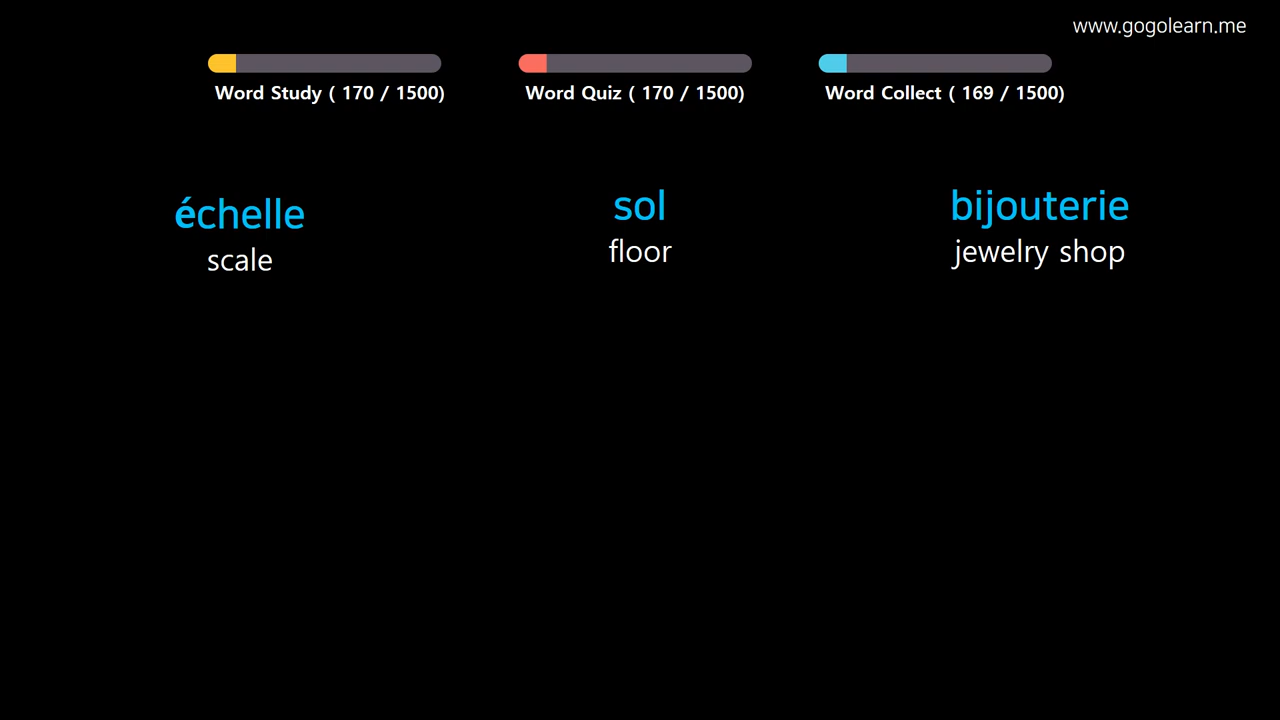 www.gogolearn.me
Word Study ( 170 / 1500)
Word Quiz ( 170 / 1500)
Word Collect ( 169 / 1500)
échelle
scale
sol
floor
bijouterie
jewelry shop